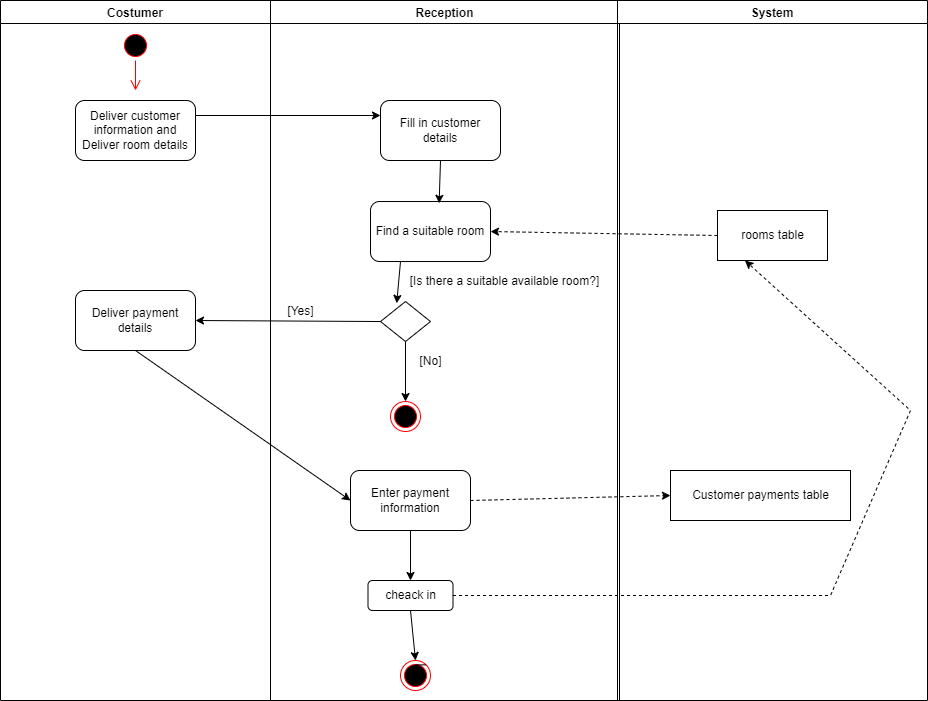 Costumer
Reception
System
Deliver customer
information and
Deliver room details
Fill in customer
details
Find a suitable room
rooms table
[Is there a suitable available room?]
Deliver payment
details
[Yes]
[No]
Enter payment
information
Customer payments table
cheack in